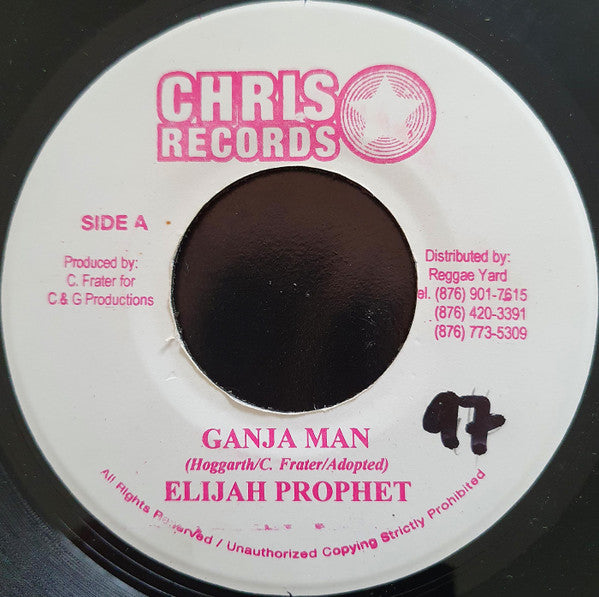 CHRIS
RECORDS
SIDE A
Produced by:
C. Frater for
C & G Productions
Distributed by:
Reggae Yard
el. (876) 901-7615
(876) 420-3391
(876) 773-5309
97
GANJA MAN
(Hoggarth/C. Frater/Adopted)
ELIJAH PROPHET
All Rights Reserved / Unauthorized Copying Strictly Prohibited